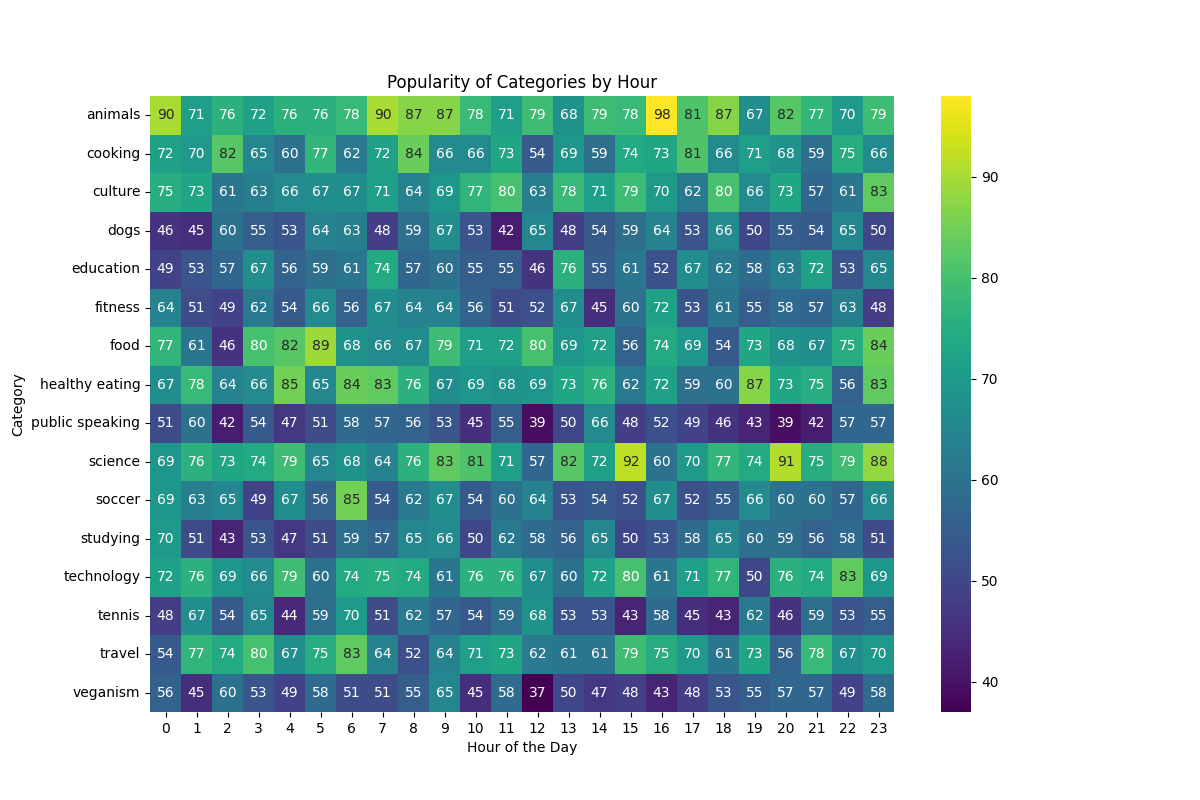 Popularity of Categories by Hour
animals 90 71 76 72 76 76 78 90 87 87 78 71 79 68 79 78 98 81 87 67 82 77 70 79
cooking 72 70 82 65 60 77 62 72 84 66 66 73 54 69 59 74 73 81 66 71 68 59 75 66
culture 75 73 61 63 66 67 67 71 64 69 77 80 63 78 71 79 70 62 80 66 73 57 61 83
dogs 46 45 60 55 53 64 63 48 59 67 53 42 65 48 54 59 64 53 66 50 55 54 65 50
education 49 53 57 67 56 59 61 74 57 60 55 55 46 76 55 61 52 67 62 58 63 72 53 65
fitness 64 51 49 62 54 66 56 67 64 64 56 51 52 67 45 60 72 53 61 55 58 57 63 48
food 77 61 46 80 82 89 68 66 67 79 71 72 80 69 72 56 74 69 54 73 68 67 75 84
healthy eating 67 78 64 66 85 65 84 83 76 67 69 68 69 73 76 62 72 59 60 87 73 75 56 83
public speaking 51 60 42 54 47 51 58 57 56 53 45 55 39 50 66 48 52 49 46 43 39 42 57 57
science 69 76 73 74 79 65 68 64 76 83 81 71 57 82 72 92 60 70 77 74 91 75 79 88
soccer 69 63 65 49 67 56 85 54 62 67 54 60 64 53 54 52 67 52 55 66 60 60 57 66
studying 70 51 43 53 47 51 59 57 65 66 50 62 58 56 65 50 53 58 65 60 59 56 58 51
technology 72 76 69 66 79 60 74 75 74 61 76 76 67 60 72 80 61 71 77 50 76 74 83 69
tennis 48 67 54 65 44 59 70 51 62 57 54 59 68 53 53 43 58 45 43 62 46 59 53 55
travel 54 77 74 80 67 75 83 64 52 64 71 73 62 61 61 79 75 70 61 73 56 78 67 70
veganism 56 45 60 53 49 58 51 51 55 65 45 58 37 50 47 48 43 48 53 55 57 57 49 58
0 1 2 3 4 5 6 7 8 9 10 11 12 13 14 15 16 17 18 19 20 21 22 23
Hour of the Day
Category
90
80
70
60
50
40